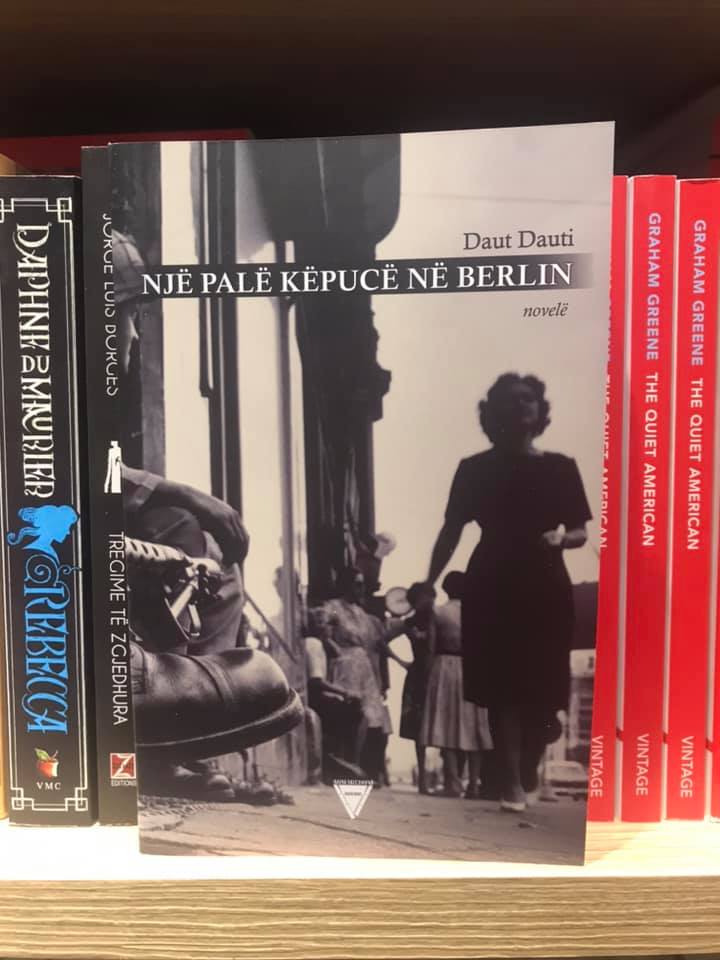 DAPHNE DU MAURIER
REBECCA
VMC
JORGE LUIS BORGES
TREGIME TË ZGJEDHURA
EDITIONS
Daut Dauti
NJË PALË KËPUCË NË BERLIN
novelë
THE QUIET AMERICAN
VINTAGE
GRAHAM GREENE THE QUIET AMERICAN
VINTAGE
GRAHAM GREENE THE QUIET AMERICAN
VINTAGE